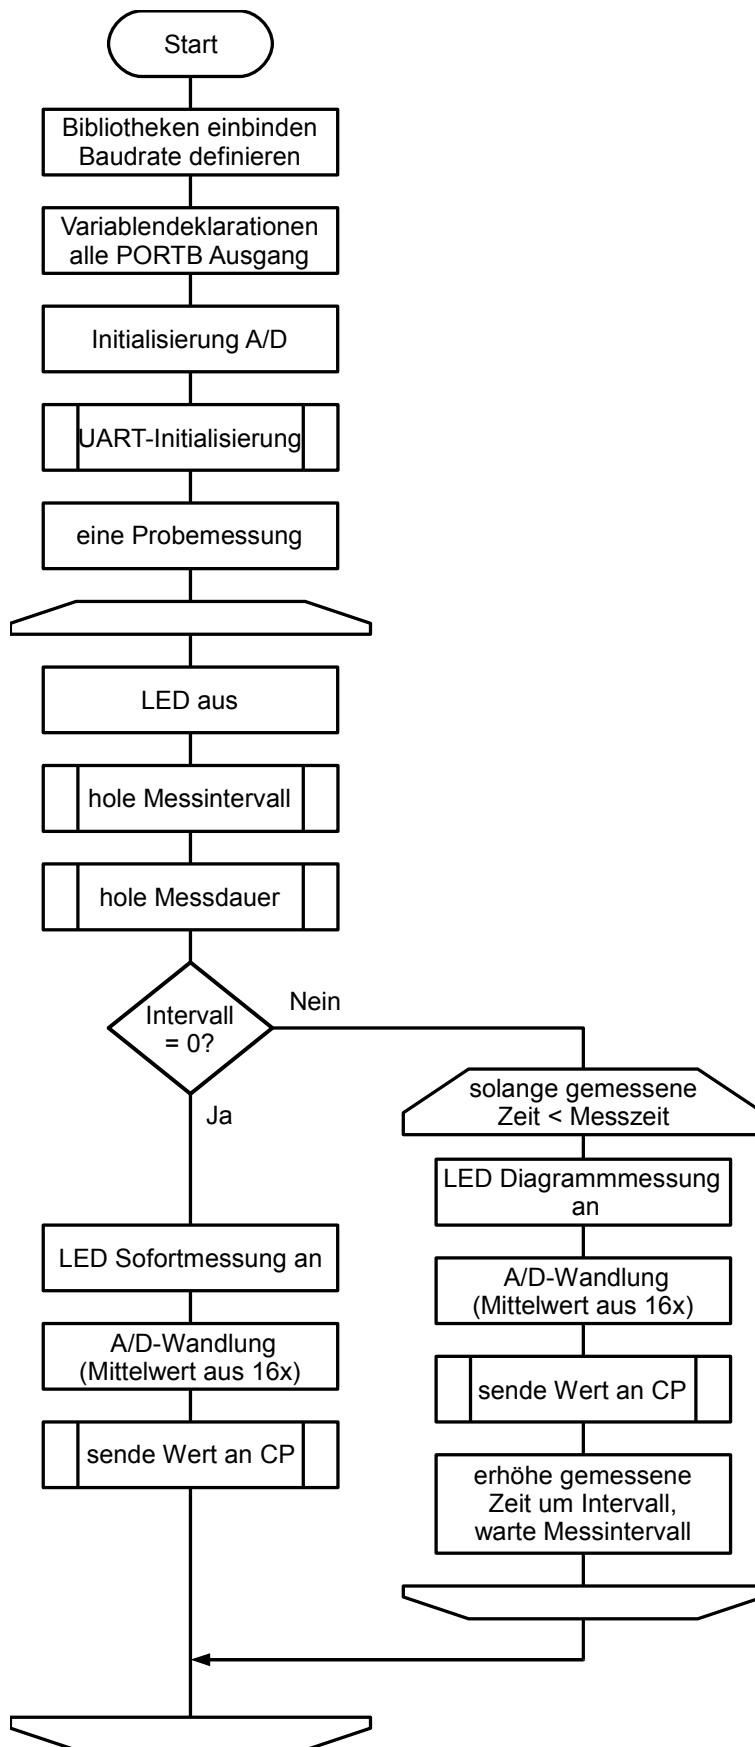 Start
Bibliotheken einbinden
Baudrate definieren
Variablendeklarationen
alle PORTB Ausgang
Initialisierung A/D
UART-Initialisierung
eine Probemessung
LED aus
hole Messintervall
hole Messdauer
Intervall
= 0?
Nein
Ja
solange gemessene
Zeit < Messzeit
LED Diagrammmessung
an
A/D-Wandlung
(Mittelwert aus 16x)
sende Wert an CP
erhöhe gemessene
Zeit um Intervall,
warte Messintervall
LED Sofortmessung an
A/D-Wandlung
(Mittelwert aus 16x)
sende Wert an CP